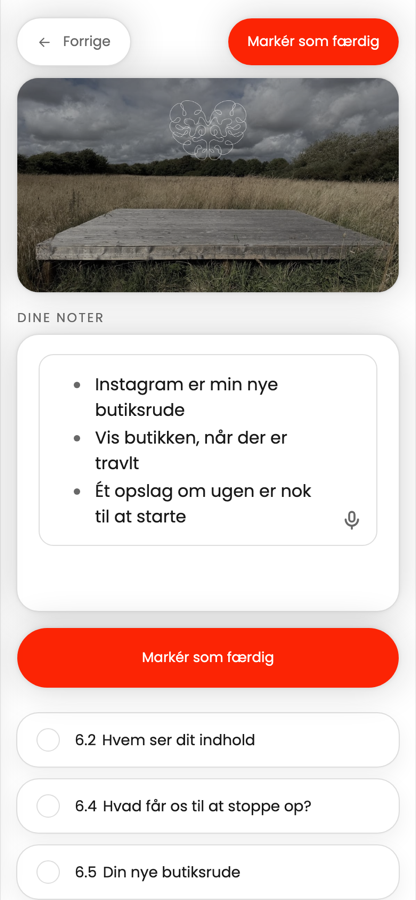 ← Forrige
Markér som færdig
DINE NOTER
• Instagram er min nye
butiksrude
• Vis butikken, når der er
travlt
• Ét opslag om ugen er nok
til at starte
Markér som færdig
6.2 Hvem ser dit indhold
6.4 Hvad får os til at stoppe op?
6.5 Din nye butiksrude